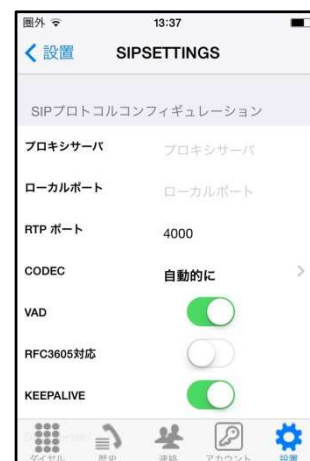 圏外 13:37
設置 SIPSETTINGS
SIPプロトコルコンフィギュレーション
プロキシサーバ プロキシサーバ
ローカルポート ローカルポート
RTP ポート 4000
CODEC 自動的に
VAD
RFC3605対応
KEEPALIVE
ダイヤル 歴史 連絡 アカウント 設置